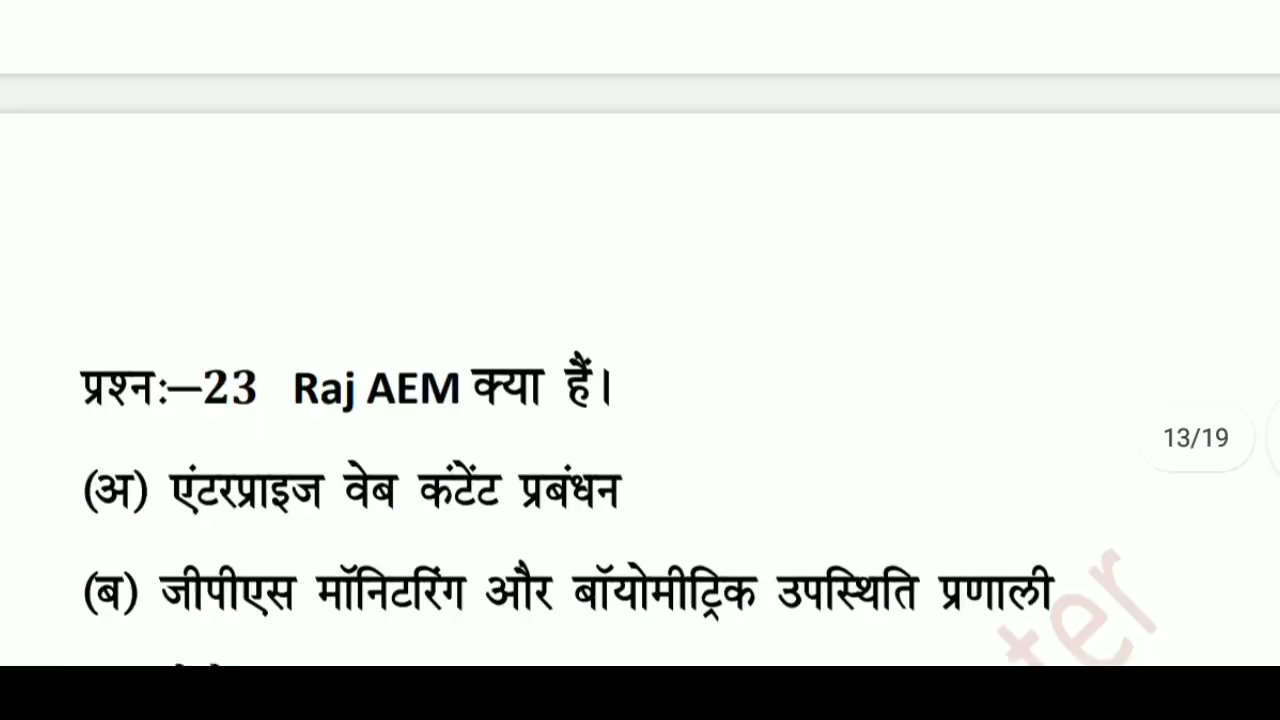 प्रश्नः–23 Raj AEM क्या हैं।
13/19
(अ) एंटरप्राइज वेब कंटेंट प्रबंधन
(ब) जीपीएस मॉनिटरिंग और बॉयोमीट्रिक उपस्थिति प्रणाली